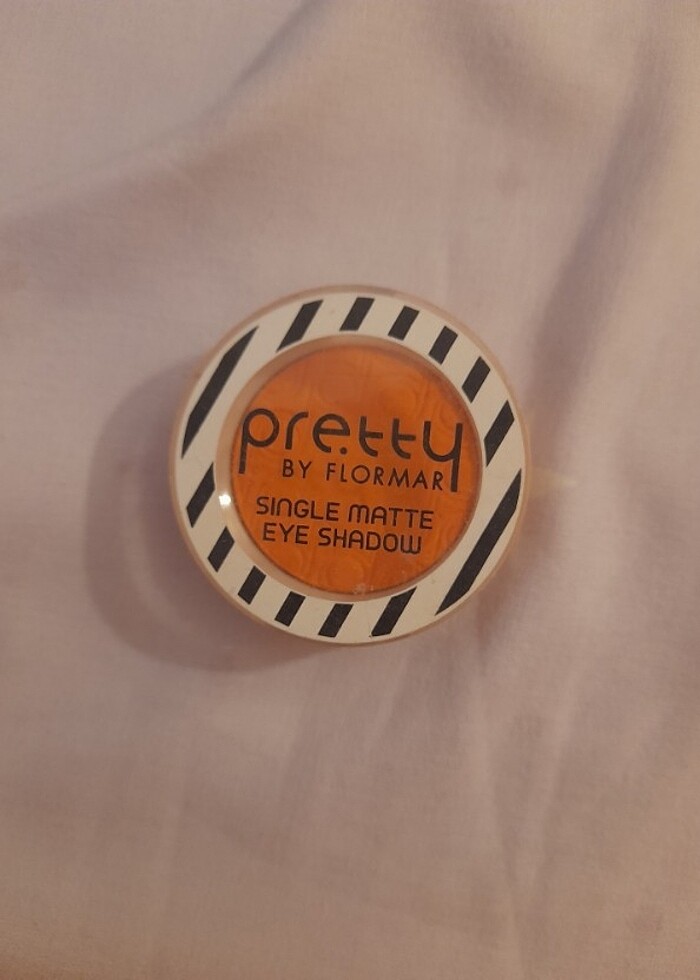 pretty
BY FLORMAR
SINGLE MATTE
EYE SHADOW